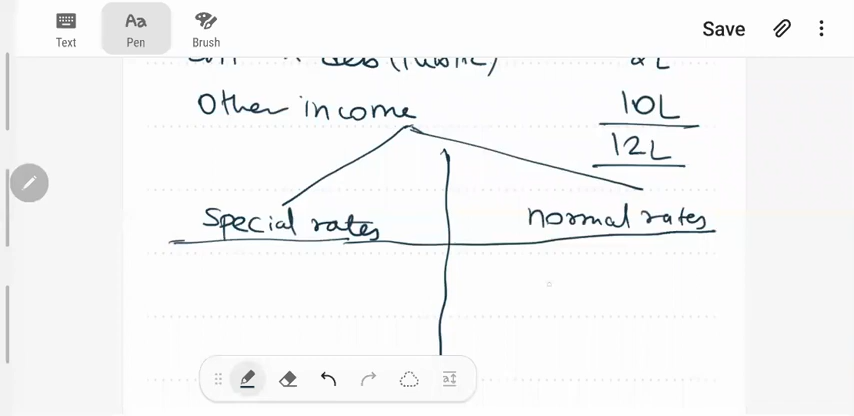 Save
Text Pen Brush
Other income 10L
12L
Special rates normal rates